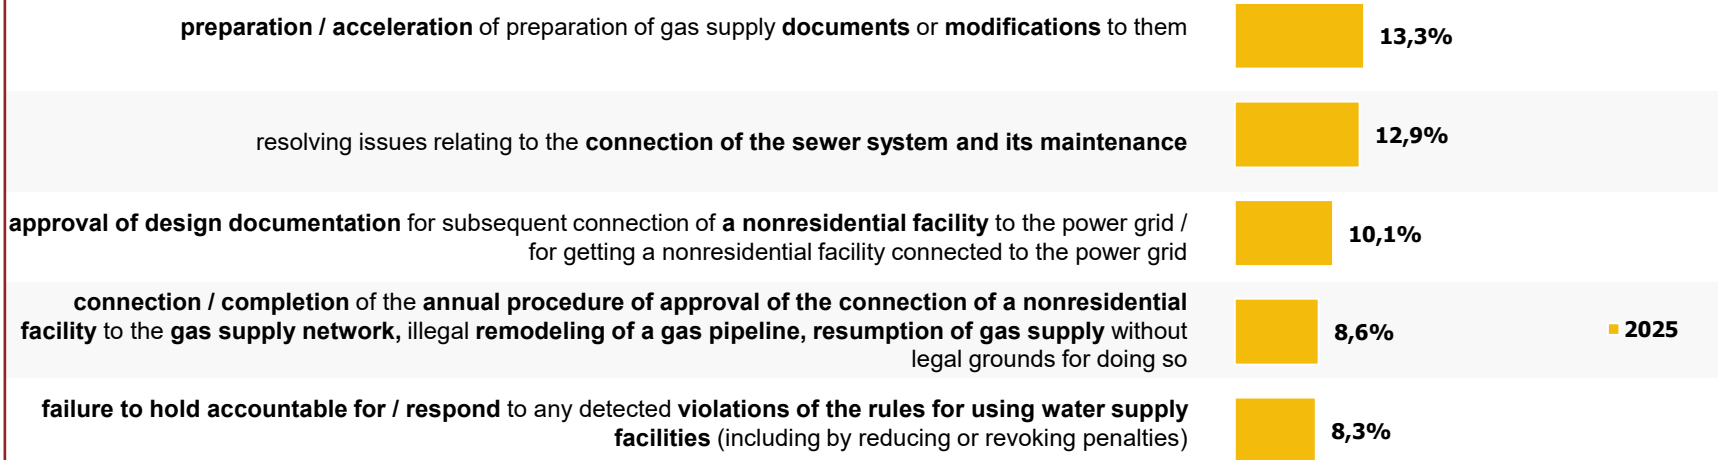 preparation / acceleration of preparation of gas supply documents or modifications to them
13,3%
resolving issues relating to the connection of the sewer system and its maintenance
12,9%
approval of design documentation for subsequent connection of a nonresidential facility to the power grid /
for getting a nonresidential facility connected to the power grid
10,1%
connection / completion of the annual procedure of approval of the connection of a nonresidential
facility to the gas supply network, illegal remodeling of a gas pipeline, resumption of gas supply without
legal grounds for doing so
8,6%
2025
failure to hold accountable for / respond to any detected violations of the rules for using water supply
facilities (including by reducing or revoking penalties)
8,3%